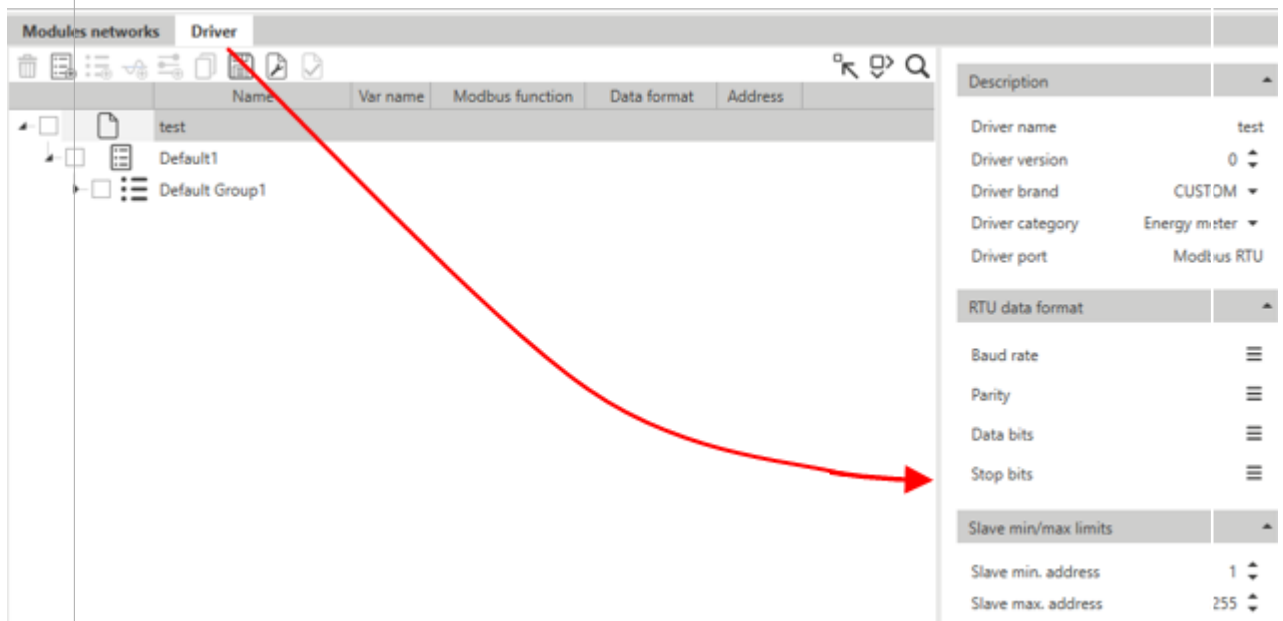 Modules networks Driver
Name Var name Modbus function Data format Address
test
Default1
Default Group1
Description
Driver name test
Driver version 0
Driver brand CUSTOM
Driver category Energy meter
Driver port Modbus RTU
RTU data format
Baud rate
Parity
Data bits
Stop bits
Slave min/max limits
Slave min. address 1
Slave max. address 255